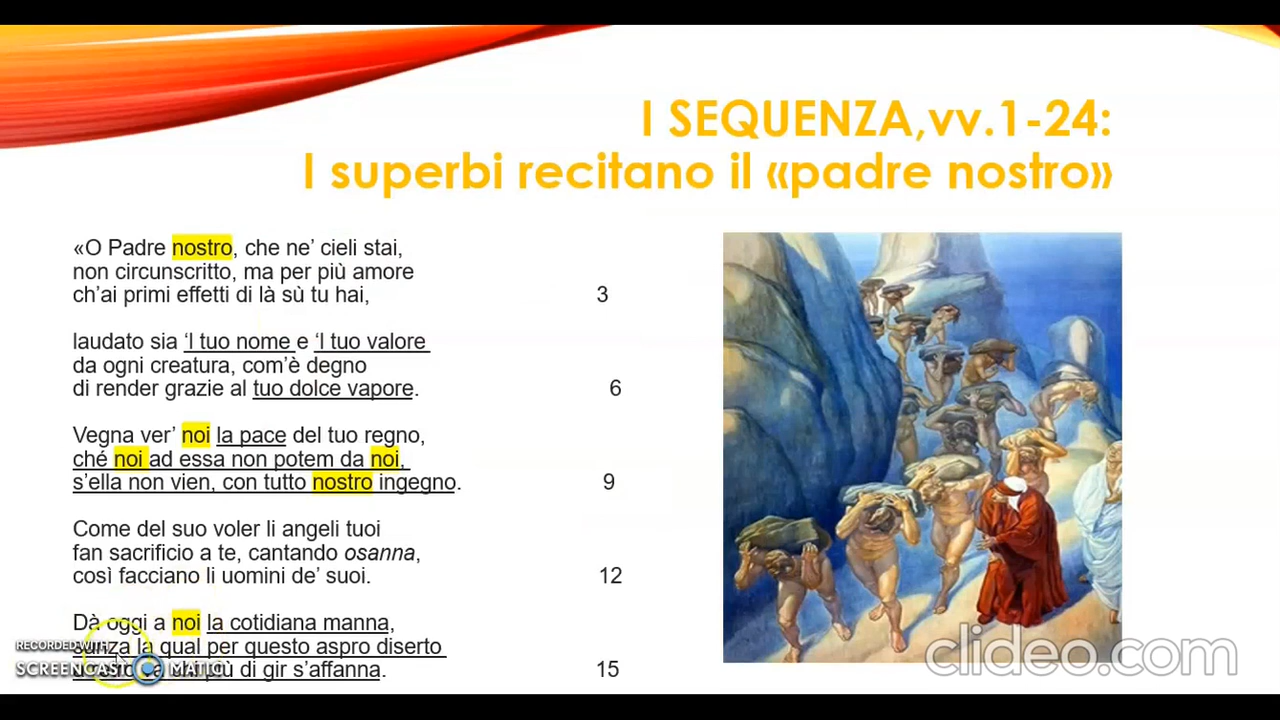 I SEQUENZA,vv.1-24:
I superbi recitano il «padre nostro»
«O Padre nostro, che ne’ cieli stai,
non circunscritto, ma per più amore
ch’ai primi effetti di là sù tu hai, 3
laudato sia ‘l tuo nome e ‘l tuo valore
da ogni creatura, com’è degno
di render grazie al tuo dolce vapore. 6
Vegna ver’ noi la pace del tuo regno,
ché noi ad essa non potem da noi,
s’ella non vien, con tutto nostro ingegno. 9
Come del suo voler li angeli tuoi
fan sacrificio a te, cantando osanna,
così facciano li uomini de’ suoi. 12
Dà oggi a noi la cotidiana manna,
sanza la qual per questo aspro diserto
di gir s’affanna. 15
RECORDED WITH
SCREENCAST MATIC
clideo.com